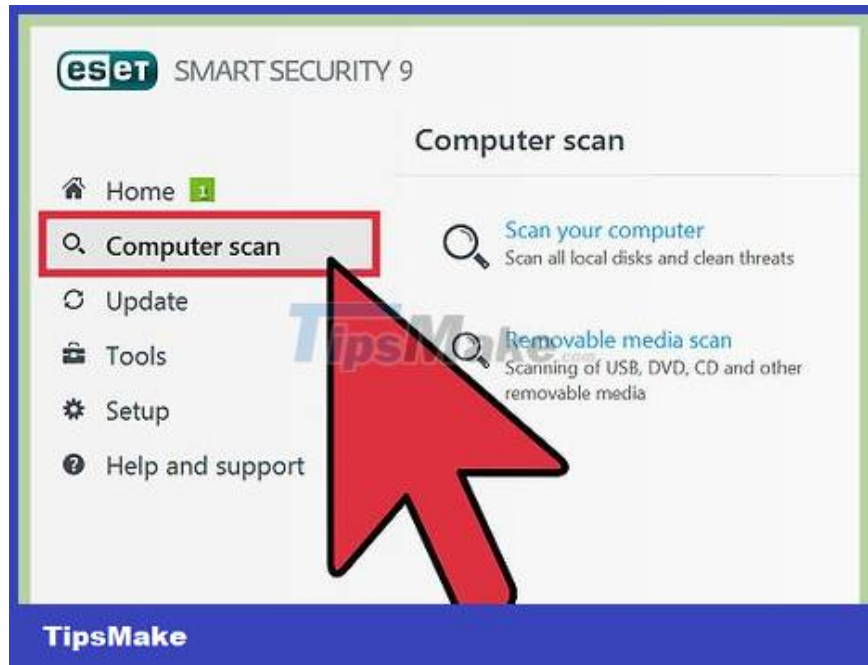 eset SMART SECURITY 9
Computer scan
Home 1
Computer scan
Update
Tools
Setup
Help and support
Scan your computer
Scan all local disks and clean threats
Removable media scan
Scanning of USB, DVD, CD and other
removable media
TipsMake.com
TipsMake